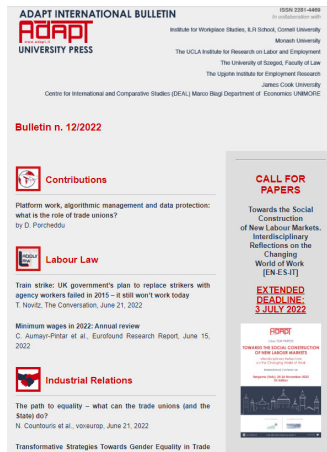 ADAPT INTERNATIONAL BULLETIN
ISSN 2281-4469
In collaboration with
ADAPT
www.adapt.it
UNIVERSITY PRESS
Institute for Workplace Studies, ILR School, Cornell University
Monash University
The UCLA Institute for Research on Labor and Employment
The University of Szeged, Faculty of Law
The Upjohn Institute for Employment Research
James Cook University
Centre for International and Comparative Studies (DEAL) Marco Biagi Department of Economics UNIMORE
Bulletin n. 12/2022
Contributions
Platform work, algorithmic management and data protection:
what is the role of trade unions?
by D. Porcheddu
Labour Law
Labour Law
Train strike: UK government's plan to replace strikers with
agency workers failed in 2015 – it still won't work today
T. Novitz, The Conversation, June 21, 2022
Minimum wages in 2022: Annual review
C. Aumayr-Pintar et al., Eurofound Research Report, June 15,
2022
Industrial Relations
The path to equality – what can the trade unions (and the
State) do?
N. Countouris et al., voxeurop, June 21, 2022
Transformative Strategies Towards Gender Equality in Trade
CALL FOR
PAPERS
Towards the Social
Construction
of New Labour Markets.
Interdisciplinary
Reflections on the
Changing
World of Work
[EN-ES-IT]
EXTENDED
DEADLINE:
3 JULY 2022
ADAPT
TOWARDS THE SOCIAL CONSTRUCTION
OF NEW LABOUR MARKETS